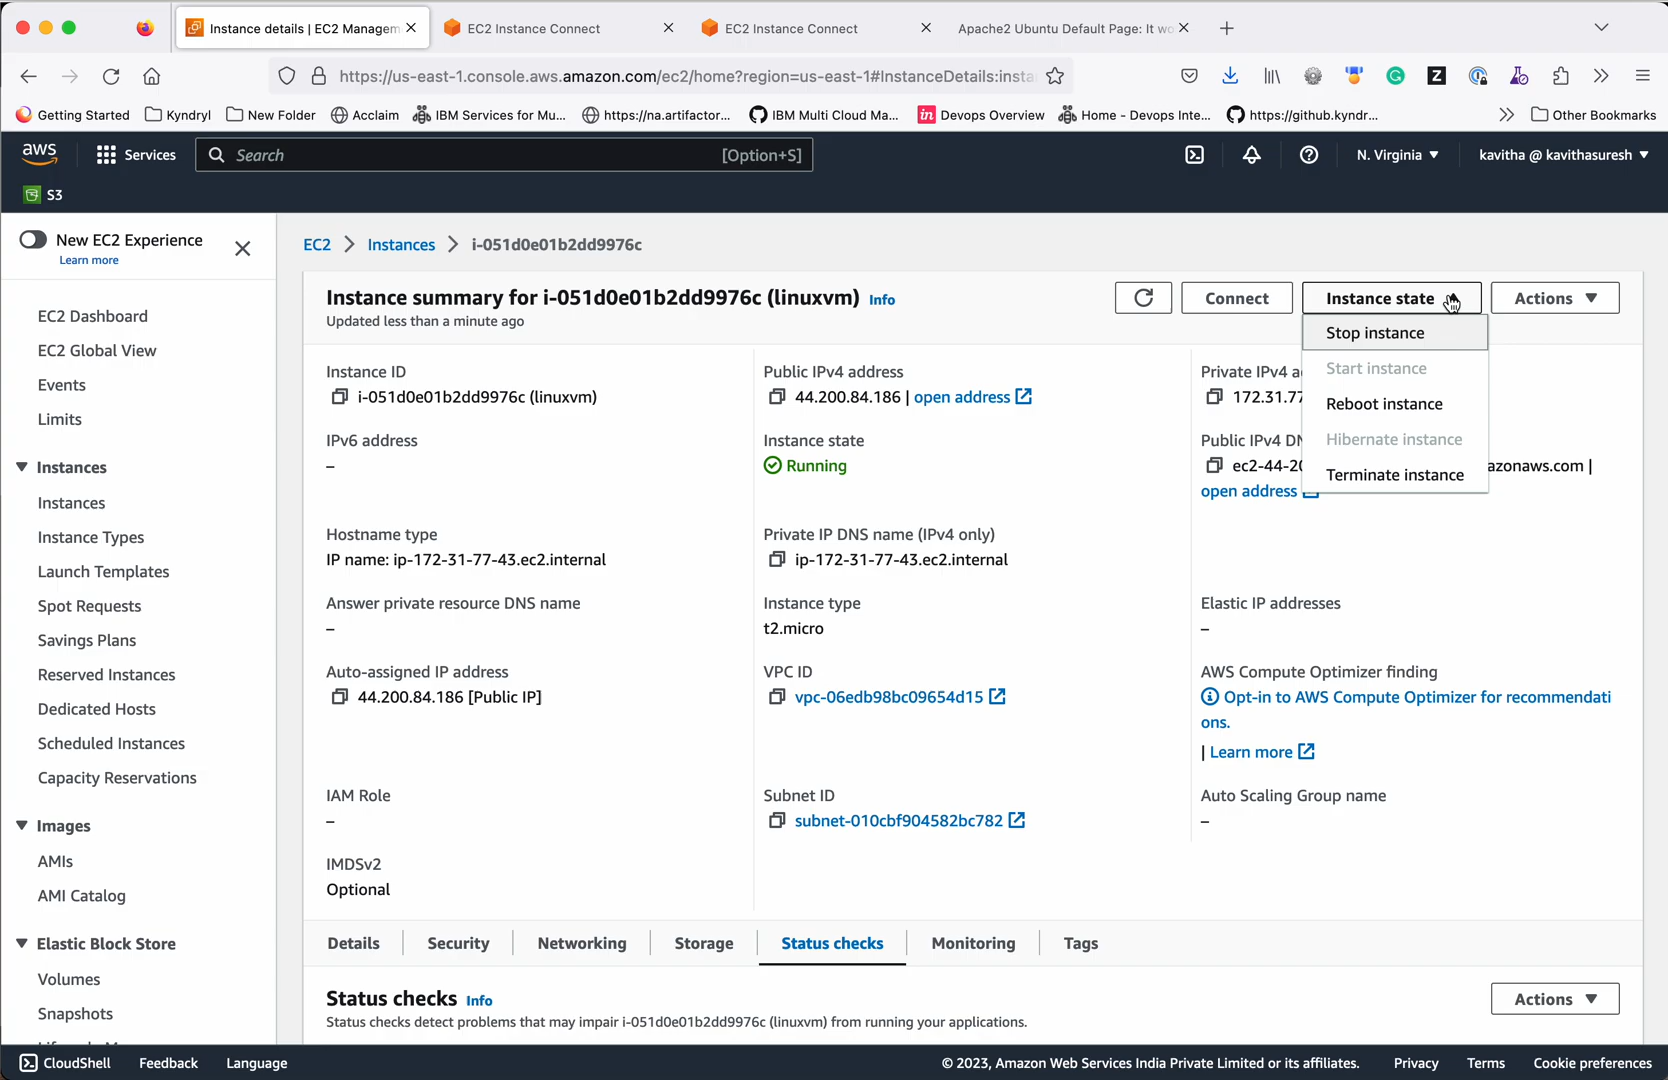 Instance details | EC2 Managem
EC2 Instance Connect
EC2 Instance Connect
Apache2 Ubuntu Default Page: It wo
https://us-east-1.console.aws.amazon.com/ec2/home?region=us-east-1#InstanceDetails:insta
Getting Started
Kyndryl
New Folder
Acclaim
IBM Services for Mu...
https://na.artifactor...
IBM Multi Cloud Ma...
in Devops Overview
Home - Devops Inte...
https://github.kyndr...
Other Bookmarks
aws
Services
Search
[Option+S]
N. Virginia
kavitha @ kavithasuresh
S3
New EC2 Experience
Learn more
EC2 Dashboard
EC2 Global View
Events
Limits
Instances
Instances
Instance Types
Launch Templates
Spot Requests
Savings Plans
Reserved Instances
Dedicated Hosts
Scheduled Instances
Capacity Reservations
Images
AMIs
AMI Catalog
Elastic Block Store
Volumes
Snapshots
EC2 > Instances > i-051d0e01b2dd9976c
Instance summary for i-051d0e01b2dd9976c (linuxvm) Info
Updated less than a minute ago
Connect
Instance state
Actions
Stop instance
Start instance
Reboot instance
Hibernate instance
Terminate instance
Instance ID
i-051d0e01b2dd9976c (linuxvm)
Public IPv4 address
44.200.84.186 | open address
Private IPv4 a
172.31.77
IPv6 address
–
Instance state
Running
Public IPv4 DN
ec2-44-20
azonaws.com |
open address
Hostname type
IP name: ip-172-31-77-43.ec2.internal
Private IP DNS name (IPv4 only)
ip-172-31-77-43.ec2.internal
Answer private resource DNS name
–
Instance type
t2.micro
Elastic IP addresses
–
Auto-assigned IP address
44.200.84.186 [Public IP]
VPC ID
vpc-06edb98bc09654d15
AWS Compute Optimizer finding
Opt-in to AWS Compute Optimizer for recommendati
ons.
| Learn more
IAM Role
–
Subnet ID
subnet-010cbf904582bc782
Auto Scaling Group name
–
IMDSv2
Optional
Details
Security
Networking
Storage
Status checks
Monitoring
Tags
Status checks Info
Actions
Status checks detect problems that may impair i-051d0e01b2dd9976c (linuxvm) from running your applications.
CloudShell
Feedback
Language
© 2023, Amazon Web Services India Private Limited or its affiliates.
Privacy
Terms
Cookie preferences